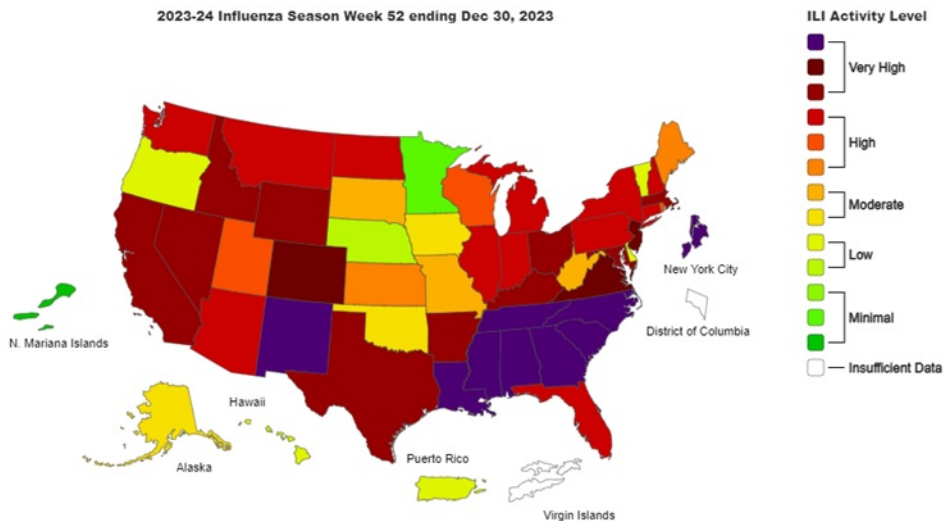 2023-24 Influenza Season Week 52 ending Dec 30, 2023
ILI Activity Level
Very High
High
Moderate
Low
Minimal
Insufficient Data
New York City
District of Columbia
N. Mariana Islands
Hawaii
Alaska
Puerto Rico
Virgin Islands